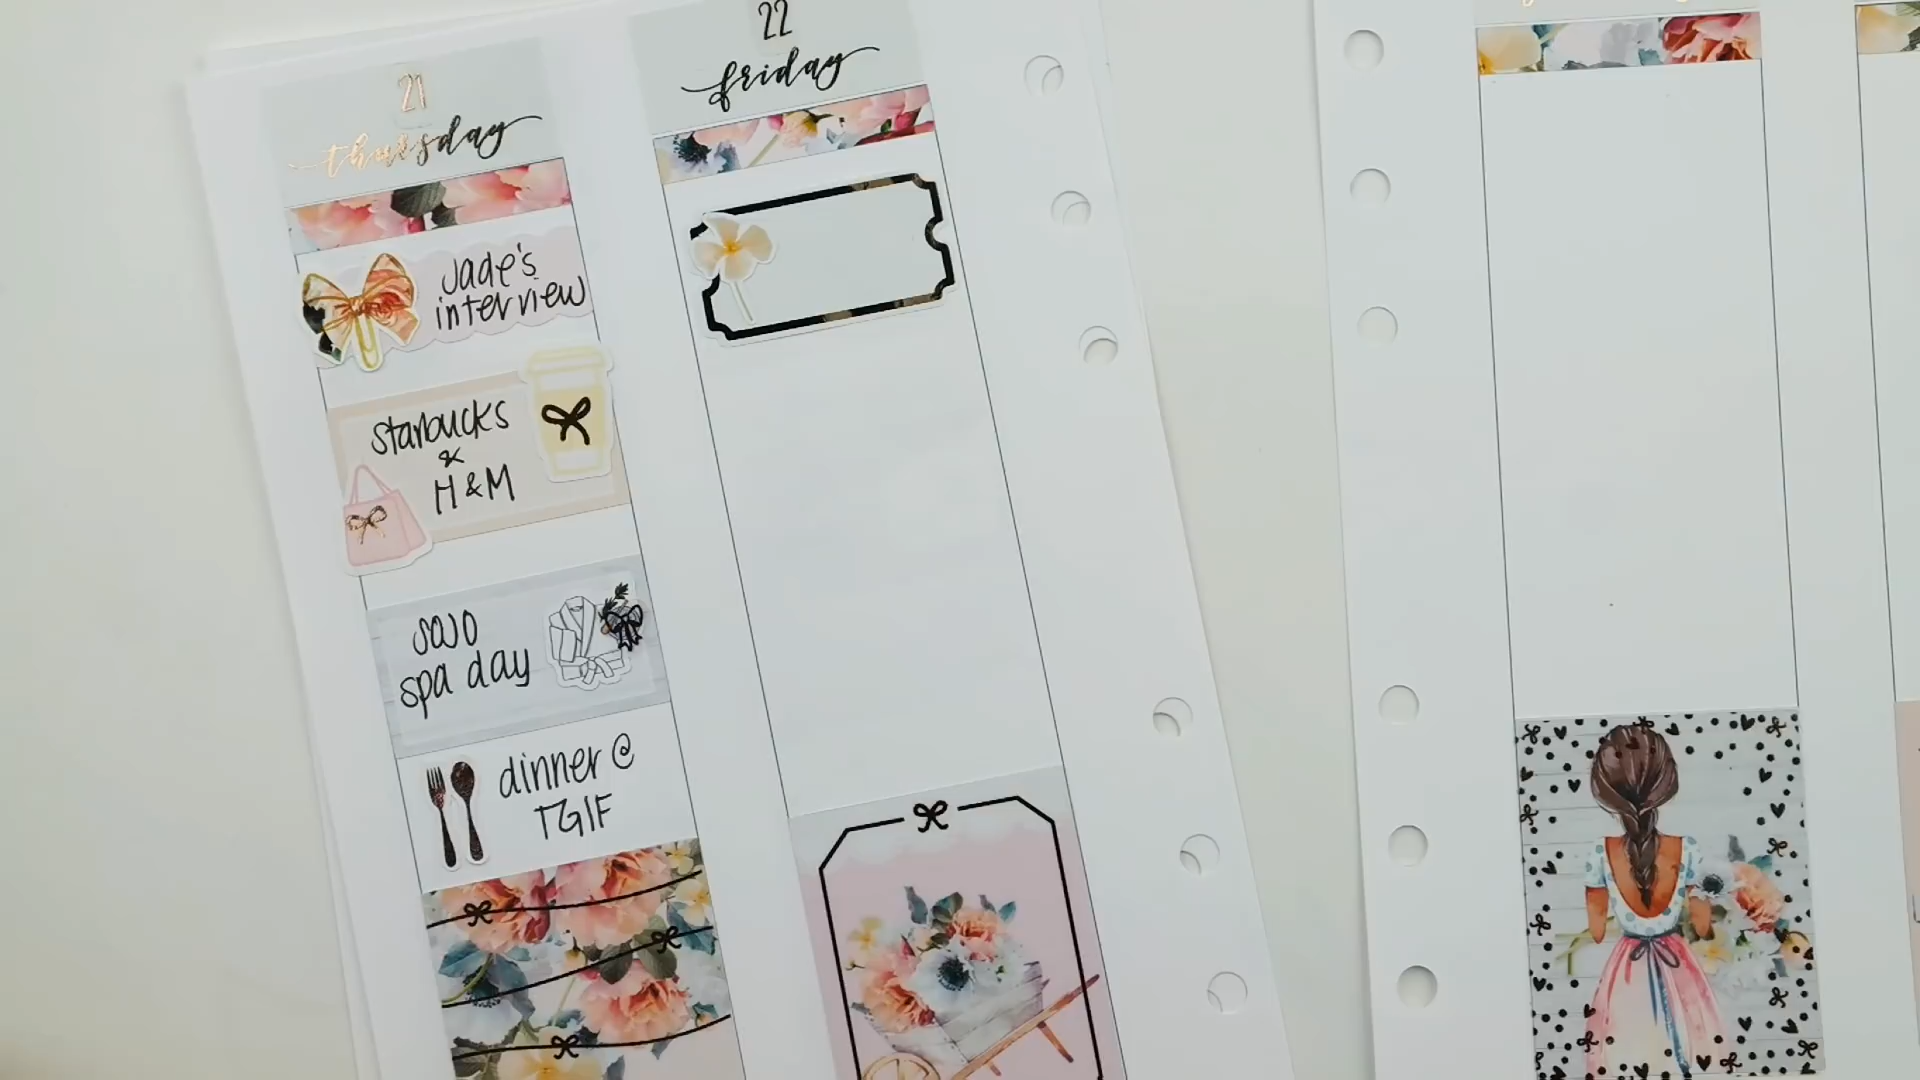 21
thursday
Jade's
interview
starbucks
&
H&M
SOJO
spa day
dinner @
TGIF
22
friday